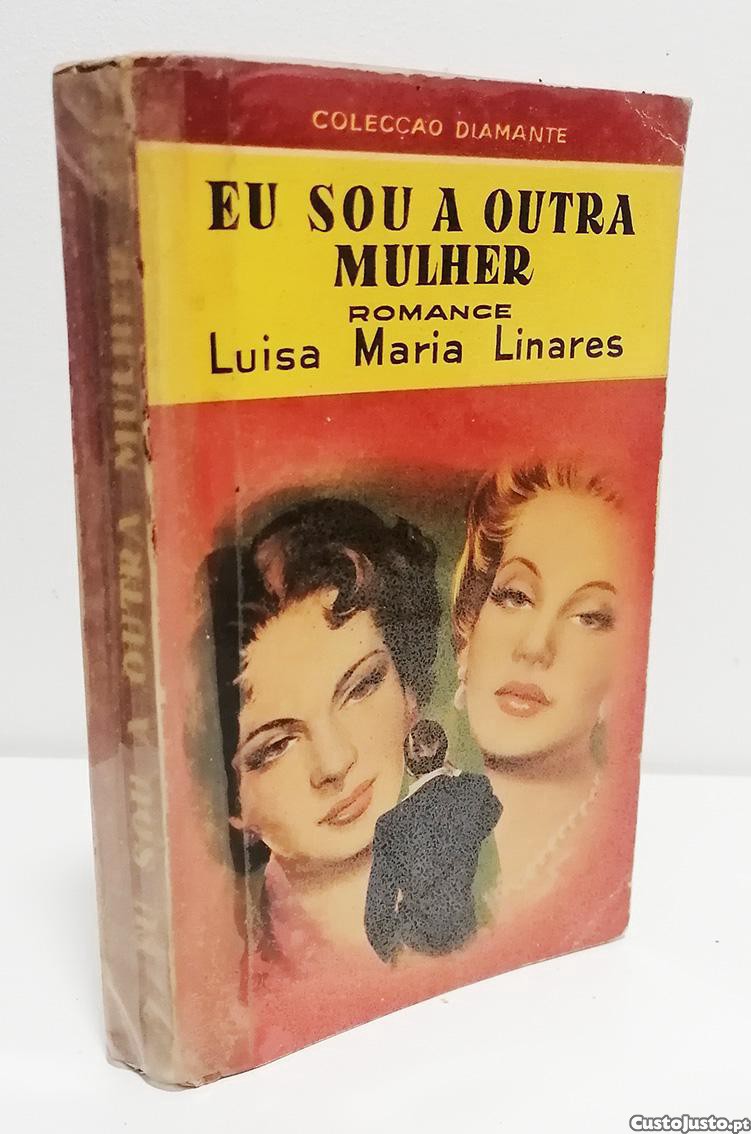 COLECÇÃO DIAMANTE
EU SOU A OUTRA
MULHER
ROMANCE
Luisa Maria Linares
EU SOU A OUTRA MULHER
CustoJusto.pt